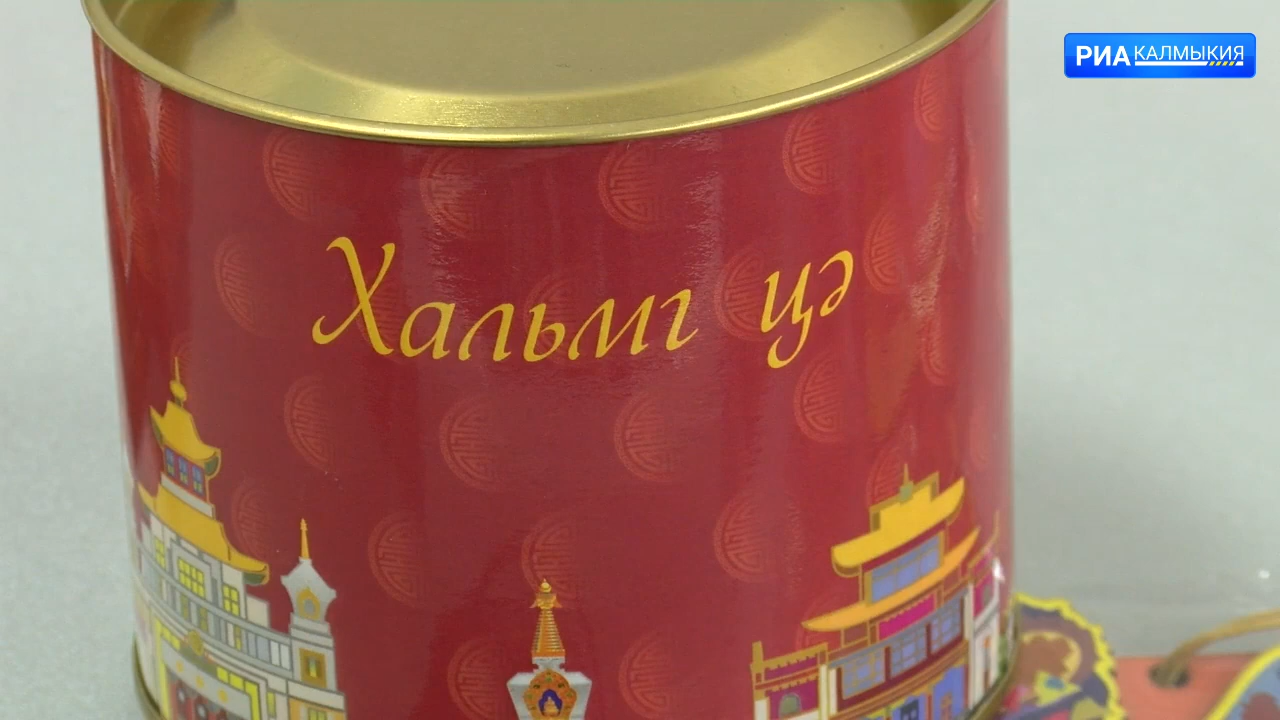 РИА КАЛМЫКИЯ
Хальмг цә